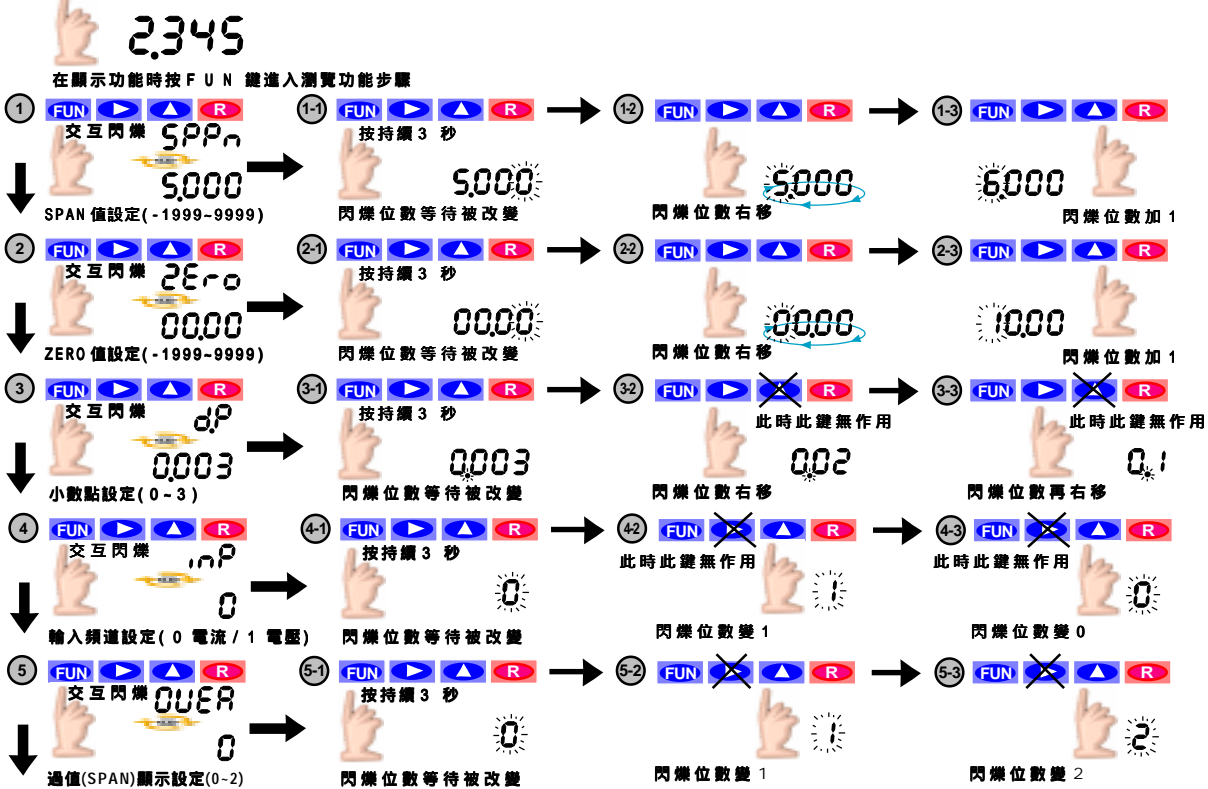 2.345
在顯示功能時按FUN 鍵進入瀏覽功能步驟
1 FUN R 1-1 FUN R 1-2 FUN R 1-3 FUN R
交互閃爍 SPAn 按持續3 秒
5.000 5.000 5.000 6.000
SPAN值設定(-1999~9999) 閃爍位數等待被改變 閃爍位數右移 閃爍位數加1
2 FUN R 2-1 FUN R 2-2 FUN R 2-3 FUN R
交互閃爍 2Ero 按持續3 秒
00.00 00.00 00.00 10.00
ZERO值設定(-1999~9999) 閃爍位數等待被改變 閃爍位數右移 閃爍位數加1
3 FUN R 3-1 FUN R 3-2 FUN R 3-3 FUN R
交互閃爍 d.P 按持續3 秒 此時此鍵無作用 此時此鍵無作用
0.003 0.003 0.02 0.1
小數點設定(0~3) 閃爍位數等待被改變 閃爍位數右移 閃爍位數再右移
4 FUN R 4-1 FUN R 4-2 FUN R 4-3 FUN R
交互閃爍 inP 按持續3 秒 此時此鍵無作用 此時此鍵無作用
0 0 1 0
輸入頻道設定(0 電流/1 電壓) 閃爍位數等待被改變 閃爍位數變1 閃爍位數變0
5 FUN R 5-1 FUN R 5-2 FUN R 5-3 FUN R
交互閃爍 OVER 按持續3 秒
0 0 1 2
過值(SPAN)顯示設定(0~2) 閃爍位數等待被改變 閃爍位數變1 閃爍位數變2